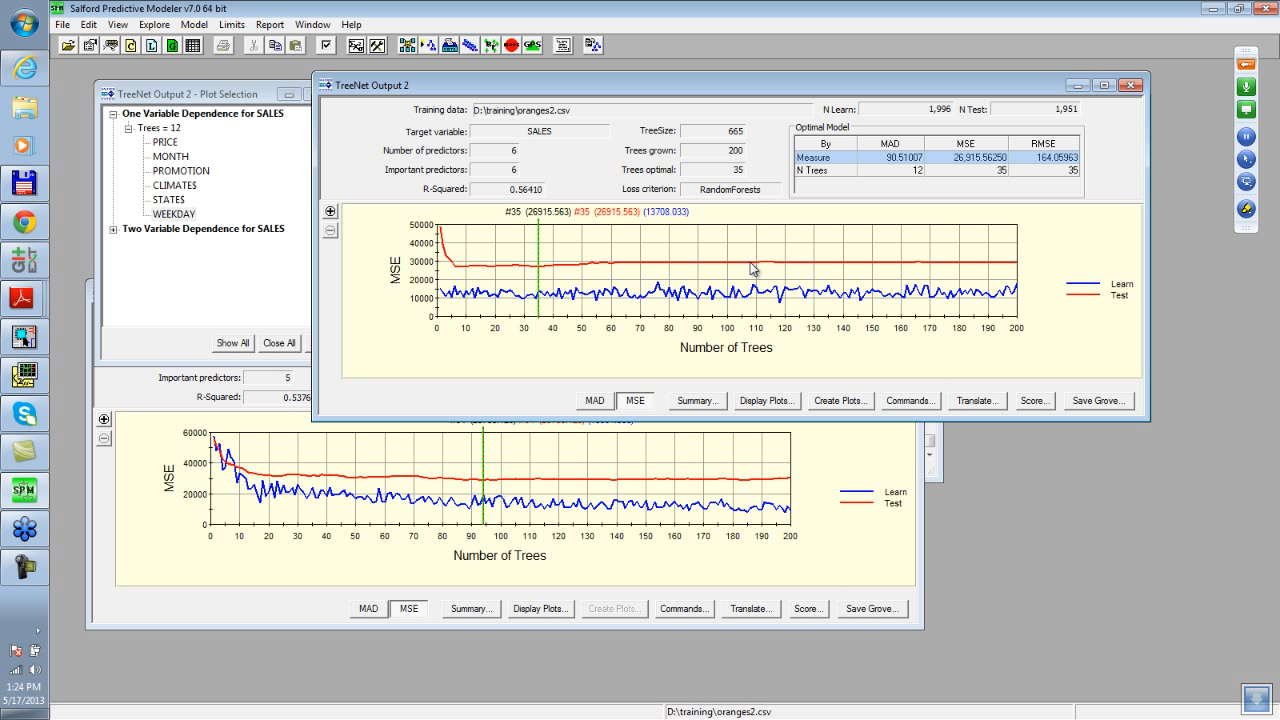 Salford Predictive Modeler v7.0 64 bit
File Edit View Explore Model Limits Report Window Help
TreeNet Output 2 - Plot Selection
One Variable Dependence for SALES
Trees = 12
PRICE
MONTH
PROMOTION
CLIMATE$
STATE$
WEEKDAY
Two Variable Dependence for SALES
Show All Close All
TreeNet Output 2
Training data: D:\training\oranges2.csv N Learn: 1,996 N Test: 1,951
Target variable: SALES TreeSize: 665
Number of predictors: 6 Trees grown: 200
Important predictors: 6 Trees optimal: 35
R-Squared: 0.56410 Loss criterion: RandomForests
Optimal Model
By MAD MSE RMSE
Measure 90.51007 26,915.56250 164.05963
N Trees 12 35 35
#35 (26915.563) #35 (26915.563) (13708.033)
50000
40000
30000
20000
10000
0
MSE
0 10 20 30 40 50 60 70 80 90 100 110 120 130 140 150 160 170 180 190 200
Number of Trees
Learn
Test
MAD MSE Summary... Display Plots... Create Plots... Commands... Translate... Score... Save Grove...
Important predictors: 5
R-Squared: 0.5376
60000
40000
20000
0
MSE
0 10 20 30 40 50 60 70 80 90 100 110 120 130 140 150 160 170 180 190 200
Number of Trees
Learn
Test
MAD MSE Summary... Display Plots... Create Plots... Commands... Translate... Score... Save Grove...
SPM
1:24 PM
5/17/2013
D:\training\oranges2.csv